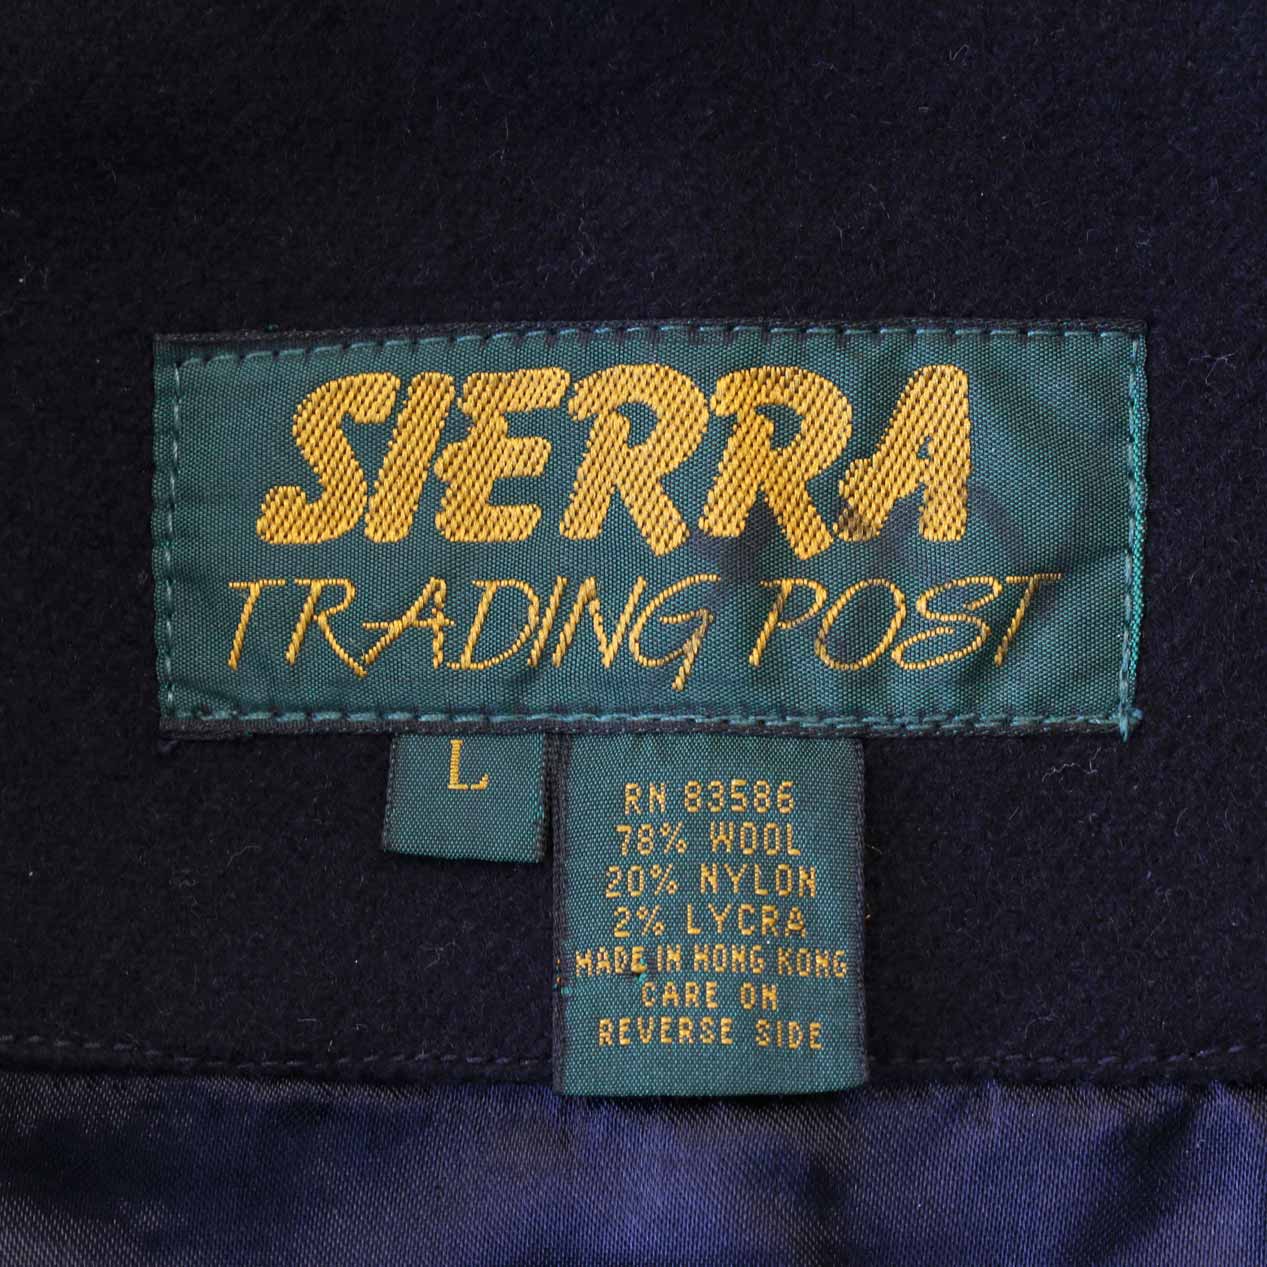 SIERRA
TRADING POST
L
RN 83586
78% WOOL
20% NYLON
2% LYCRA
MADE IN HONG KONG
CARE ON
REVERSE SIDE